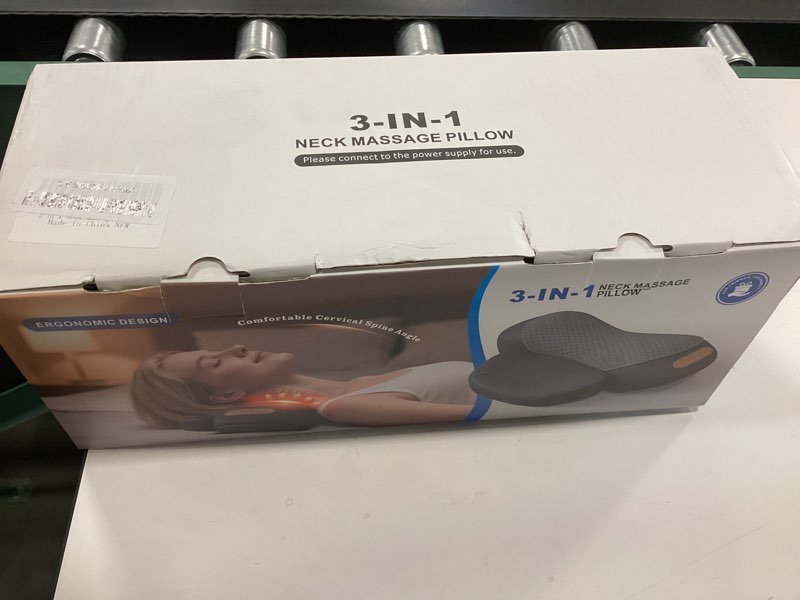 3-IN-1
NECK MASSAGE PILLOW
Please connect to the power supply for use.
Made in China NEW
ERGONOMIC DESIGN
Comfortable Cervical Spine Angle
3-IN-1 NECK MASSAGE
PILLOW